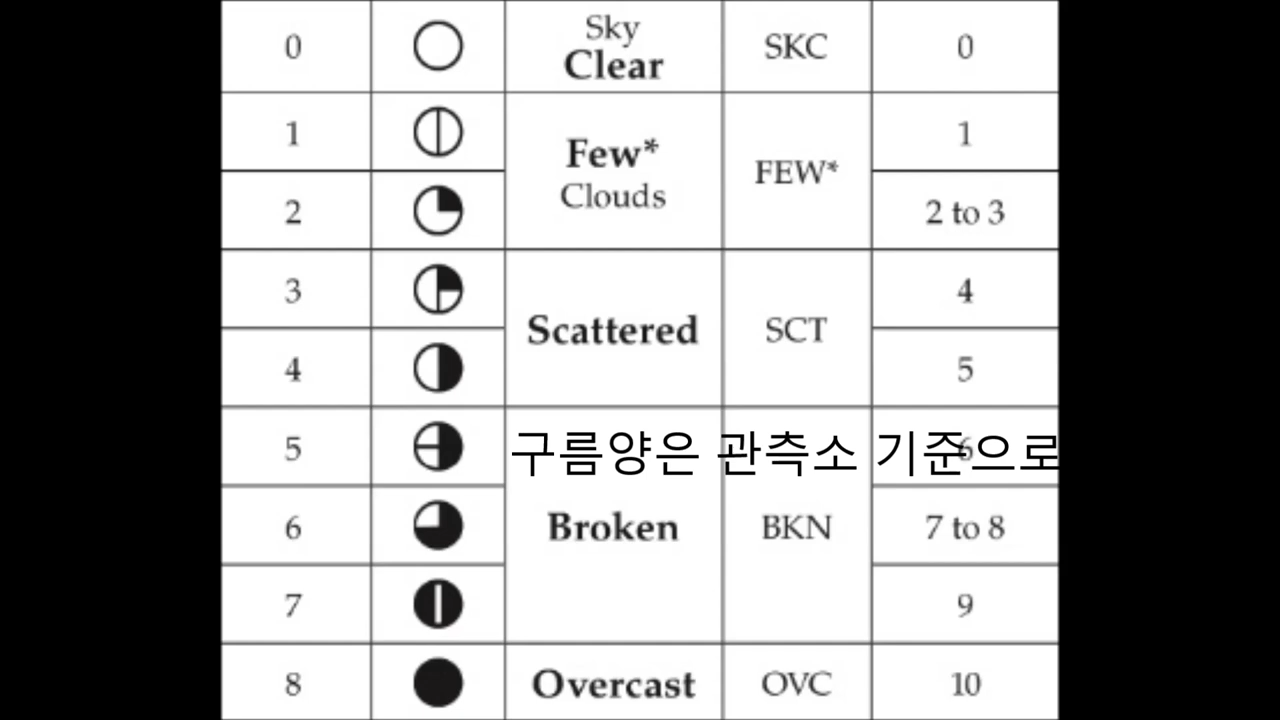 0 Sky Clear SKC 0
1 Few* Clouds FEW* 1
2 2 to 3
3 Scattered SCT 4
4 5
5 구름양은 관측소 기준으로 6
6 Broken BKN 7 to 8
7 9
8 Overcast OVC 10